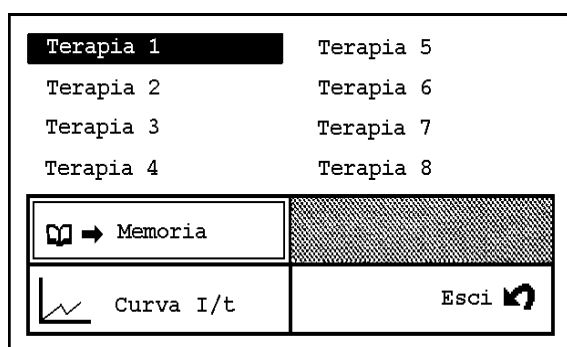 Terapia 1
Terapia 2
Terapia 3
Terapia 4
Terapia 5
Terapia 6
Terapia 7
Terapia 8
Memoria
Curva I/t
Esci